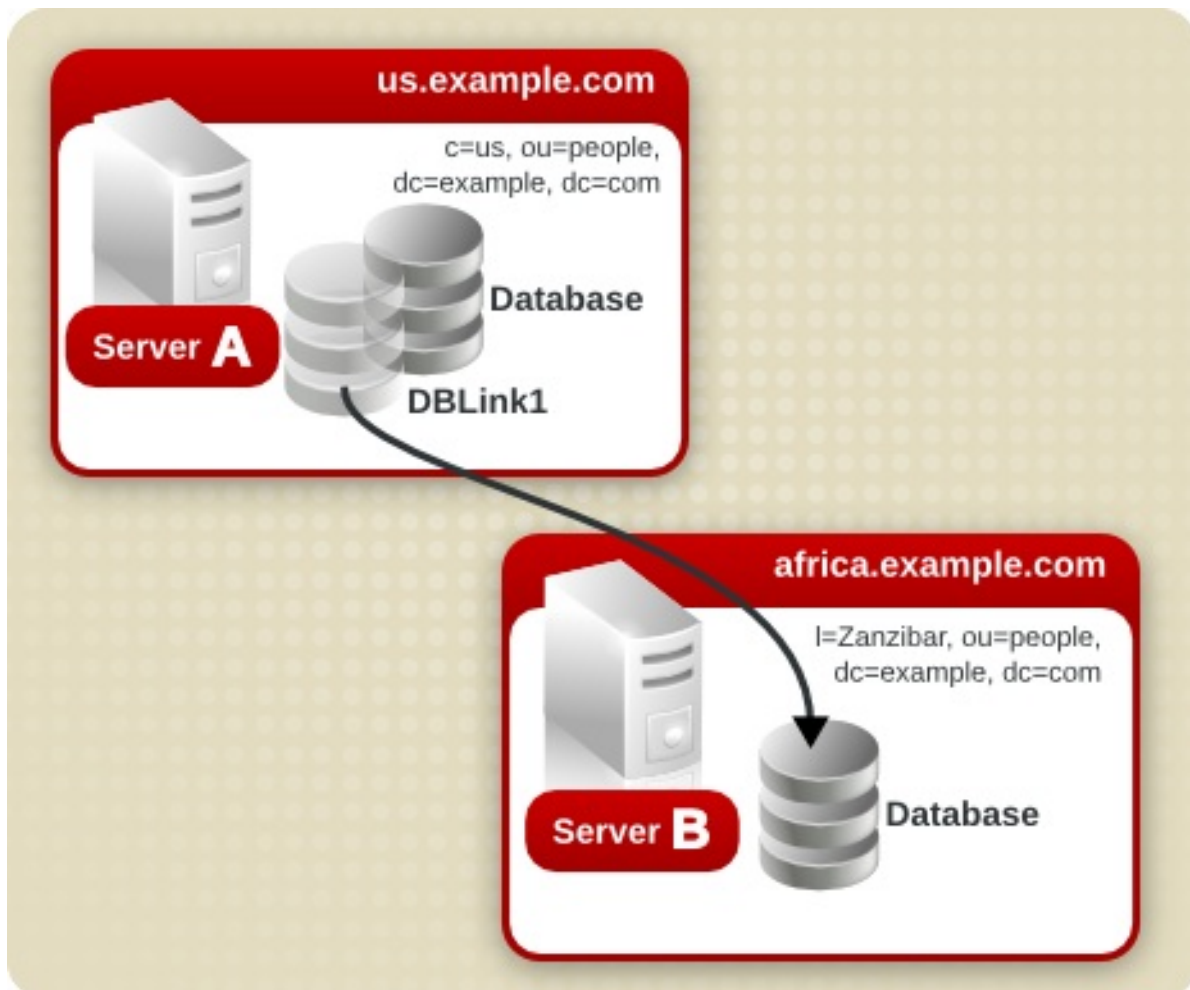 us.example.com
c=us, ou=people,
dc=example, dc=com
Database
Server A
DBLink1
africa.example.com
l=Zanzibar, ou=people,
dc=example, dc=com
Database
Server B